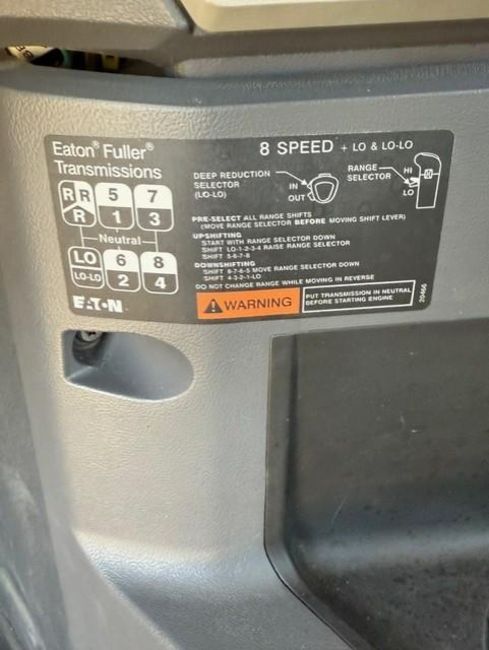 Eaton® Fuller®
Transmissions
R R 5 7
R 1 3
Neutral
LO 6 8
LO-LO 2 4
EATON
8 SPEED + LO & LO-LO
DEEP REDUCTION
SELECTOR
(LO-LO)
IN
OUT
RANGE
SELECTOR
HI
LO
PRE-SELECT ALL RANGE SHIFTS
(MOVE RANGE SELECTOR BEFORE MOVING SHIFT LEVER)
UPSHIFTING
START WITH RANGE SELECTOR DOWN
SHIFT LO-1-2-3-4 RAISE RANGE SELECTOR
SHIFT 5-6-7-8
DOWNSHIFTING
SHIFT 8-7-6-5 MOVE RANGE SELECTOR DOWN
SHIFT 4-3-2-1-LO
DO NOT CHANGE RANGE WHILE MOVING IN REVERSE
WARNING
PUT TRANSMISSION IN NEUTRAL
BEFORE STARTING ENGINE
20466